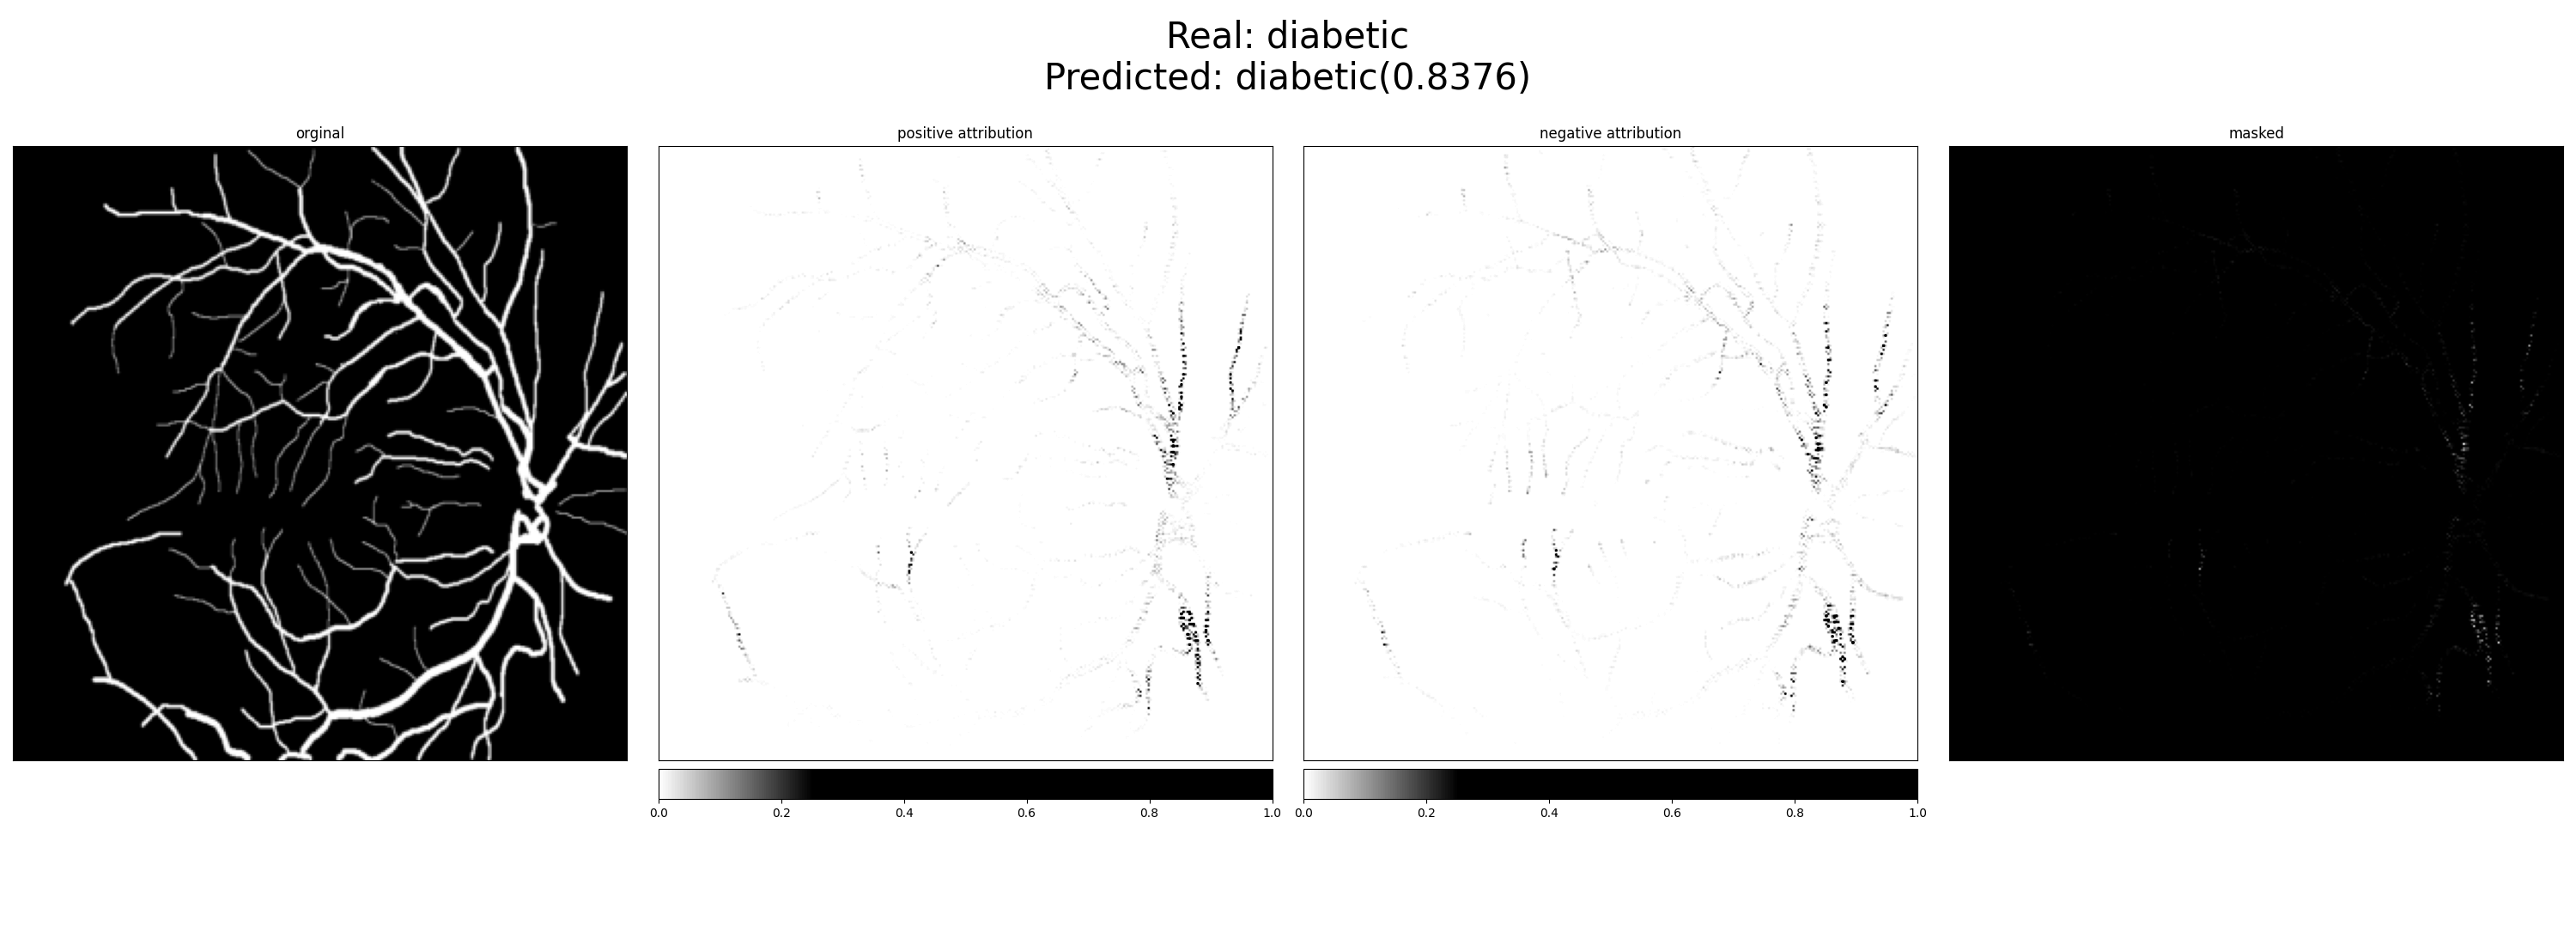 Real: diabetic
Predicted: diabetic(0.8376)
orginal
positive attribution
negative attribution
masked
0.0 0.2 0.4 0.6 0.8 1.0
0.0 0.2 0.4 0.6 0.8 1.0